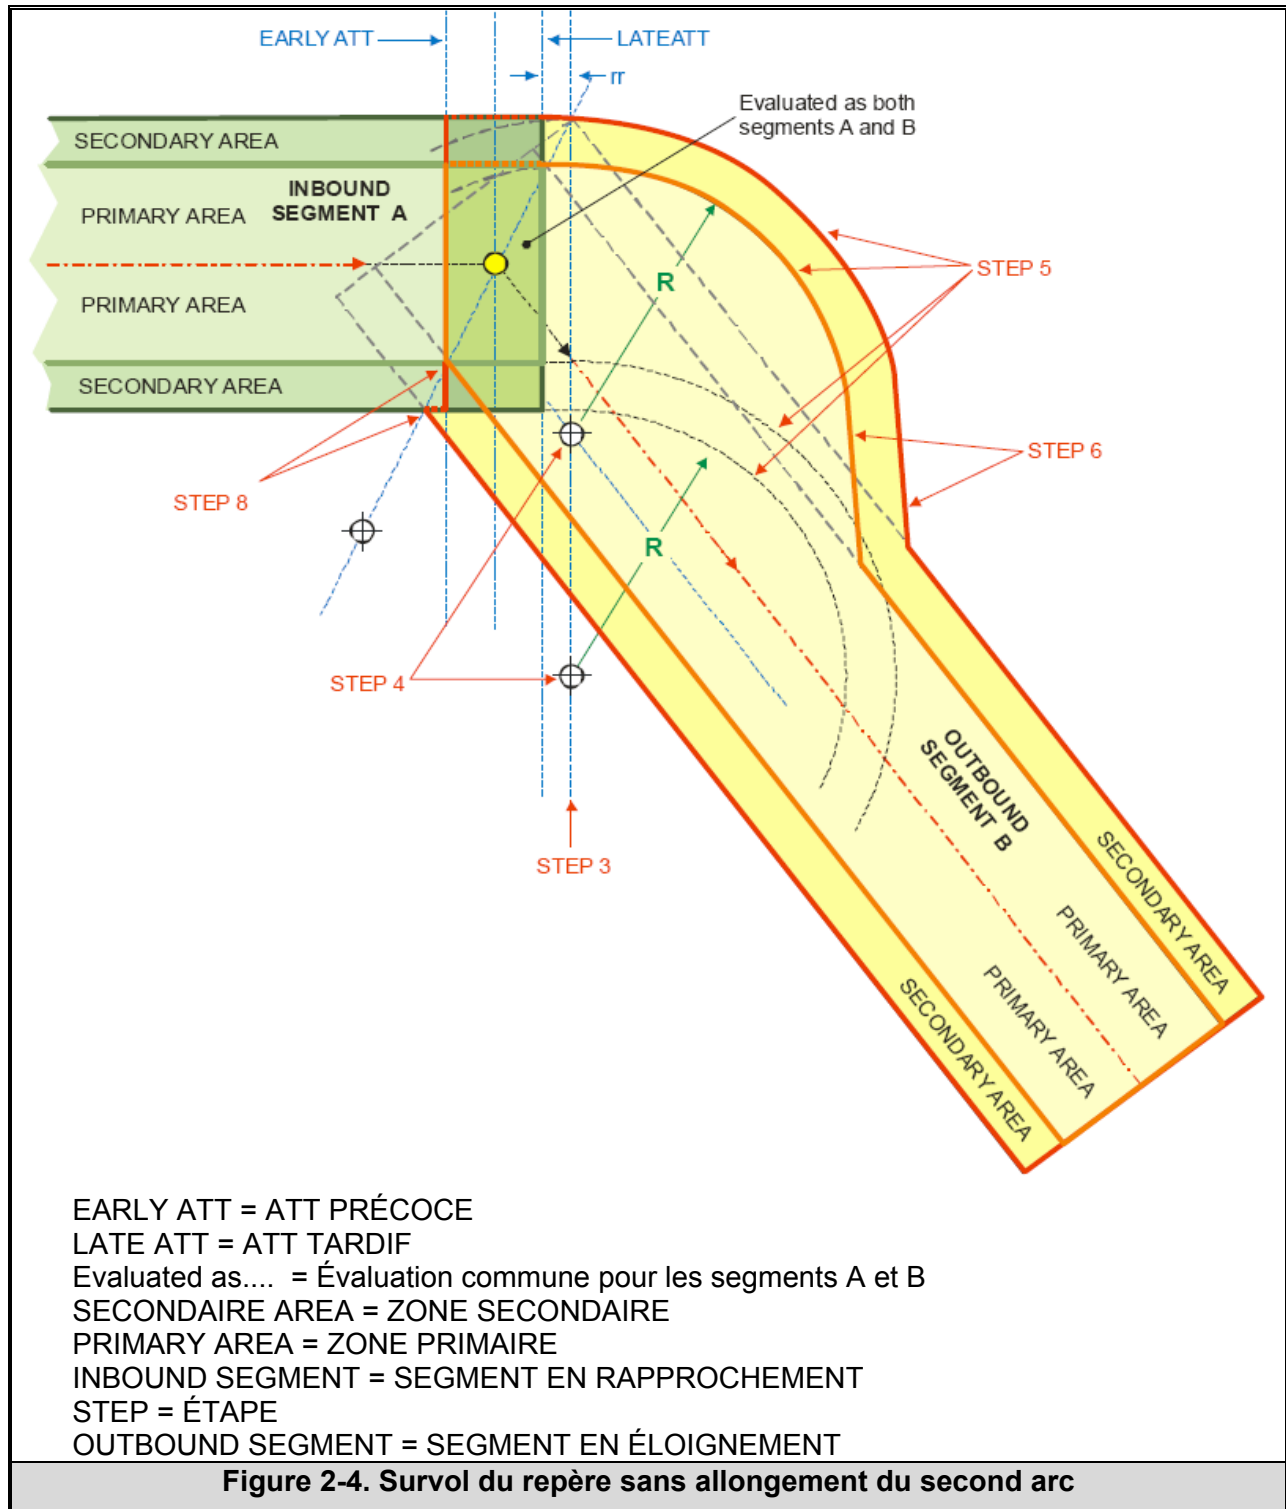 EARLY ATT
LATEATT
rr
Evaluated as both
segments A and B
SECONDARY AREA
INBOUND
SEGMENT A
PRIMARY AREA
PRIMARY AREA
SECONDARY AREA
R
STEP 5
STEP 6
STEP 8
R
STEP 4
STEP 3
OUTBOUND
SEGMENT B
SECONDARY AREA
PRIMARY AREA
PRIMARY AREA
SECONDARY AREA
EARLY ATT = ATT PRÉCOCE
LATE ATT = ATT TARDIF
Evaluated as.... = Évaluation commune pour les segments A et B
SECONDAIRE AREA = ZONE SECONDAIRE
PRIMARY AREA = ZONE PRIMAIRE
INBOUND SEGMENT = SEGMENT EN RAPPROCHEMENT
STEP = ÉTAPE
OUTBOUND SEGMENT = SEGMENT EN ÉLOIGNEMENT
Figure 2-4. Survol du repère sans allongement du second arc